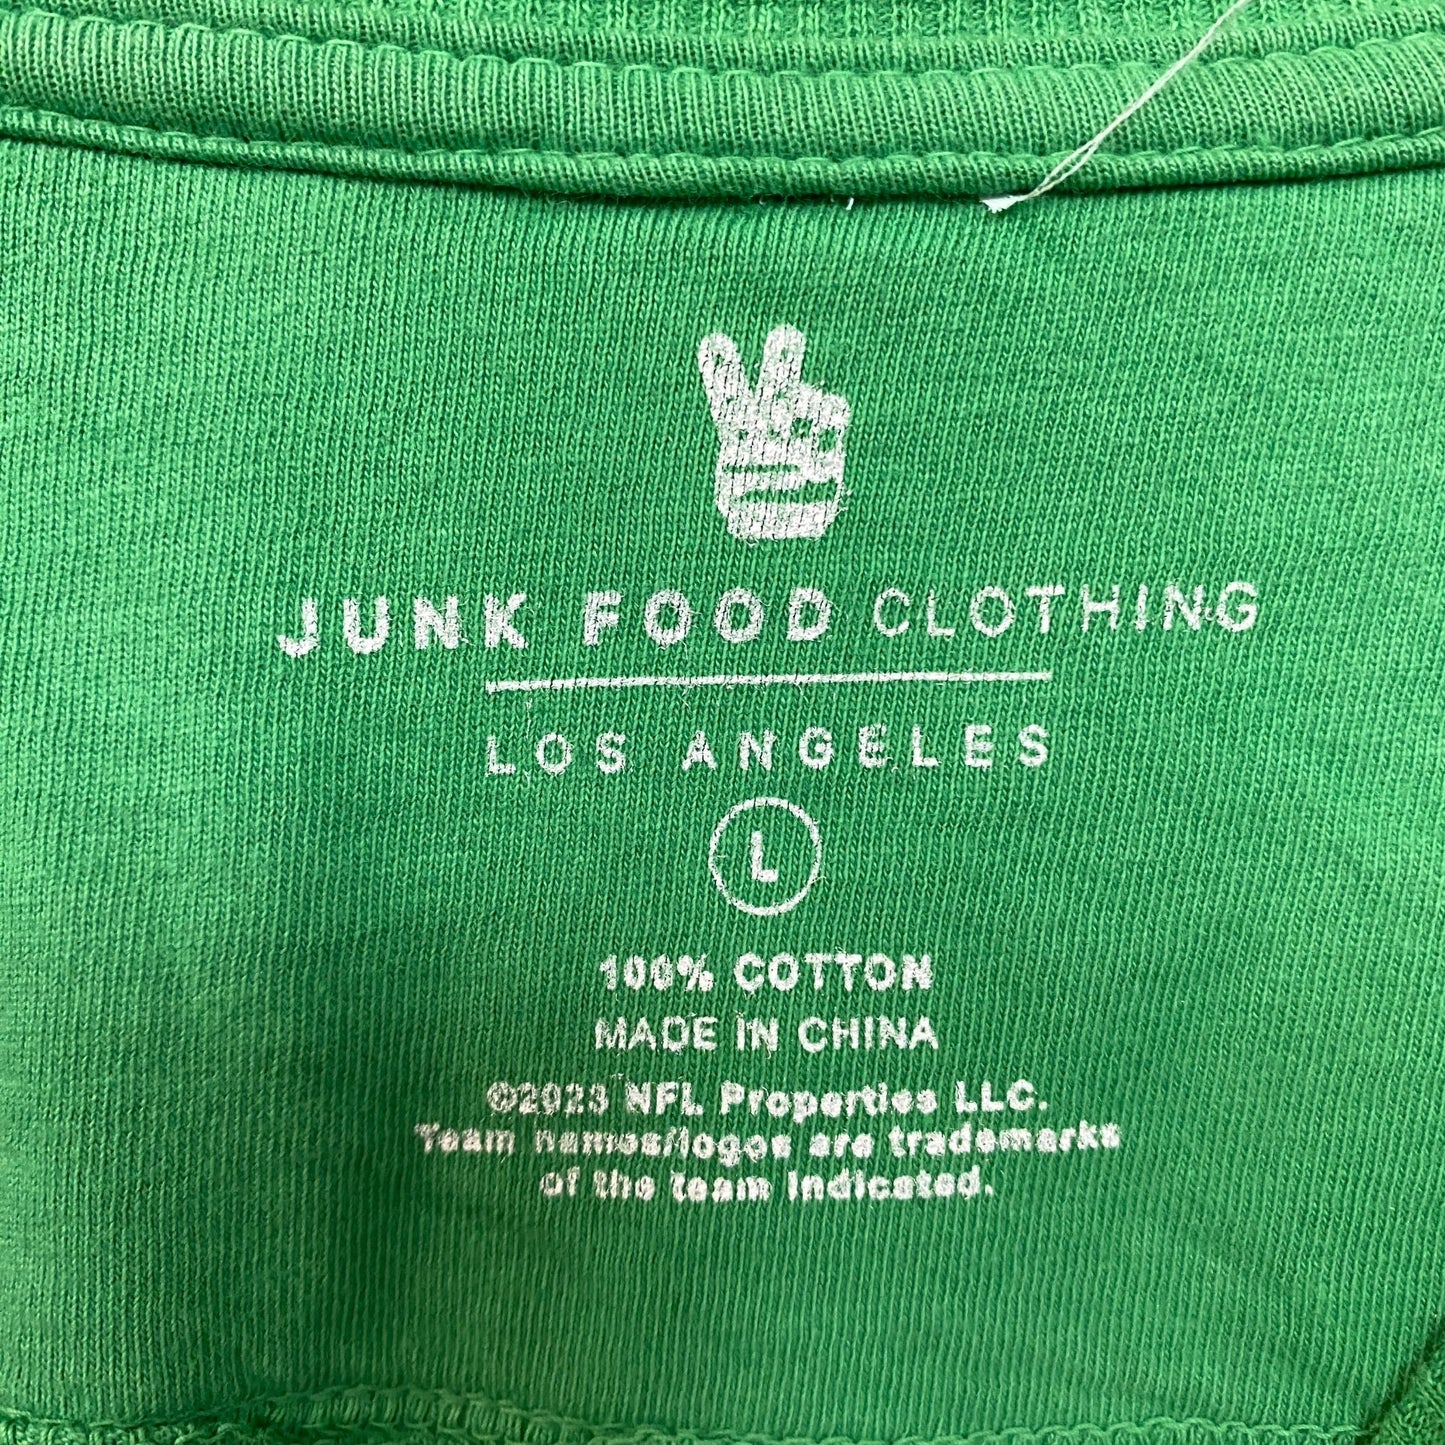 JUNK FOOD CLOTHING
LOS ANGELES
L
100% COTTON
MADE IN CHINA
©2023 NFL Properties LLC.
Team names/logos are trademarks
of the team indicated.